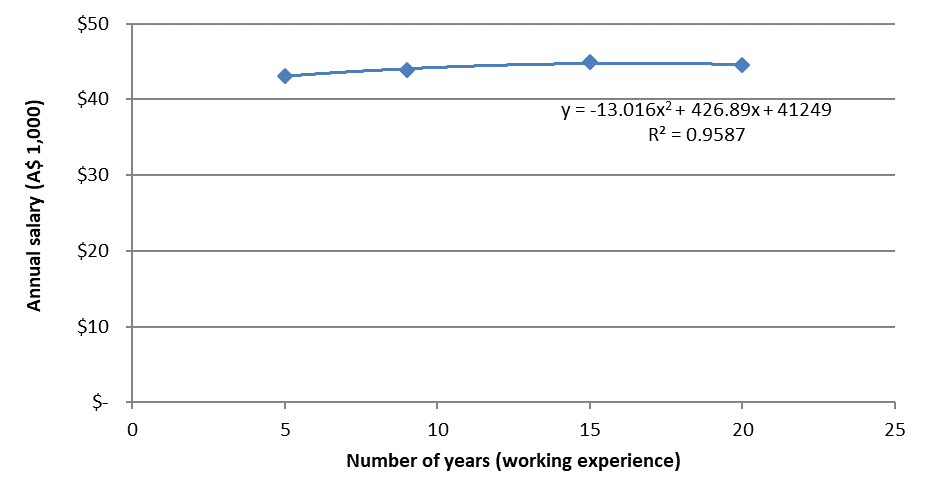 $50
$40
$30
$20
$10
$-
Annual salary (A$ 1,000)
y = -13.016x² + 426.89x + 41249
R² = 0.9587
0 5 10 15 20 25
Number of years (working experience)